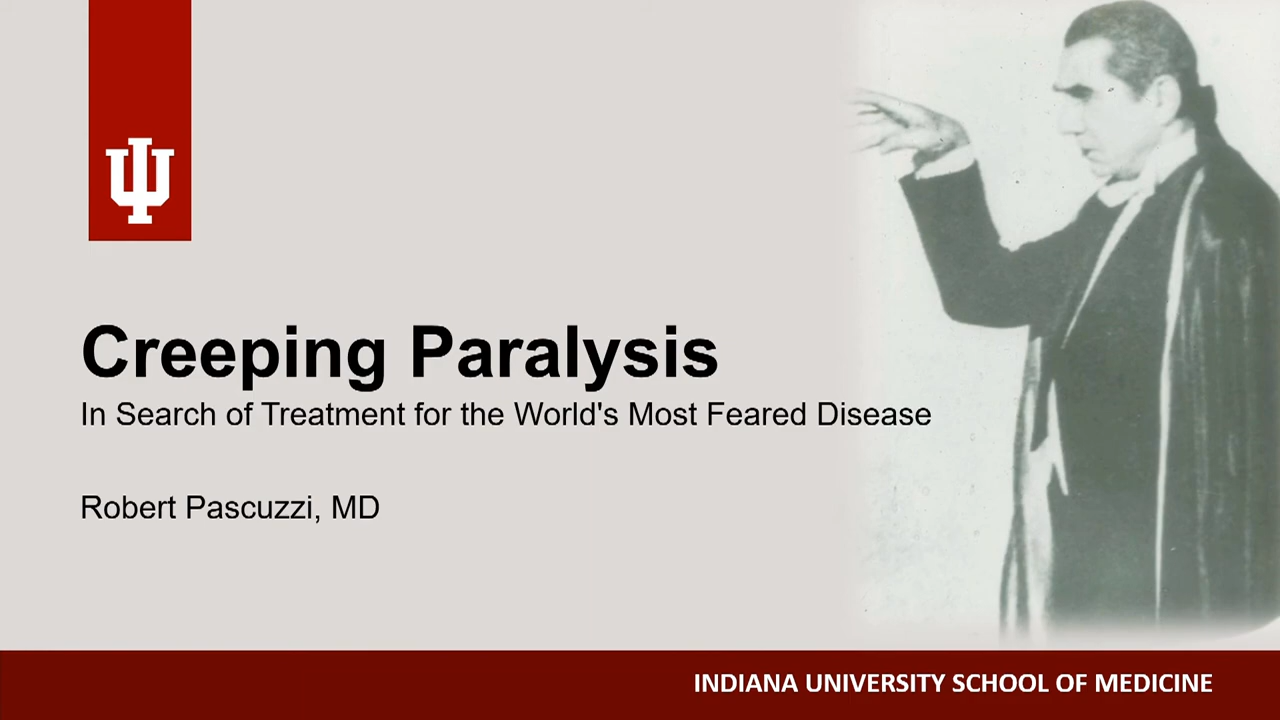 Creeping Paralysis
In Search of Treatment for the World's Most Feared Disease
Robert Pascuzzi, MD
INDIANA UNIVERSITY SCHOOL OF MEDICINE